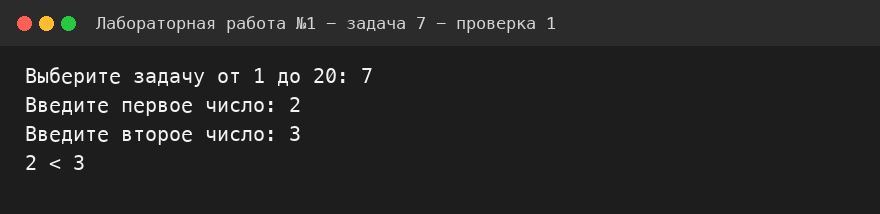 Лабораторная работа №1 — задача 7 — проверка 1
Выберите задачу от 1 до 20: 7
Введите первое число: 2
Введите второе число: 3
2 < 3